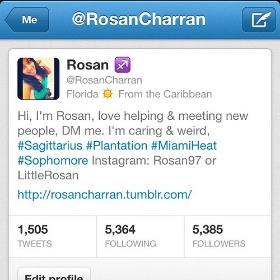 Me
@RosanCharran
Rosan ♐
@RosanCharran
Florida ☀ From the Caribbean
Hi, I'm Rosan, love helping & meeting new
people, DM me. I'm caring & weird,
#Sagittarius #Plantation #MiamiHeat
#Sophomore Instagram: Rosan97 or
LittleRosan
http://rosancharran.tumblr.com/
1,505 5,364 5,385
TWEETS FOLLOWING FOLLOWERS
Edit profile